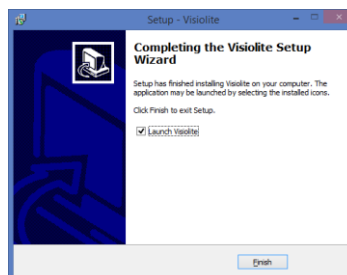 Setup - Visiolite
Completing the Visiolite Setup
Wizard
Setup has finished installing Visiolite on your computer. The
application may be launched by selecting the installed icons.
Click Finish to exit Setup.
Launch Visiolite
Finish